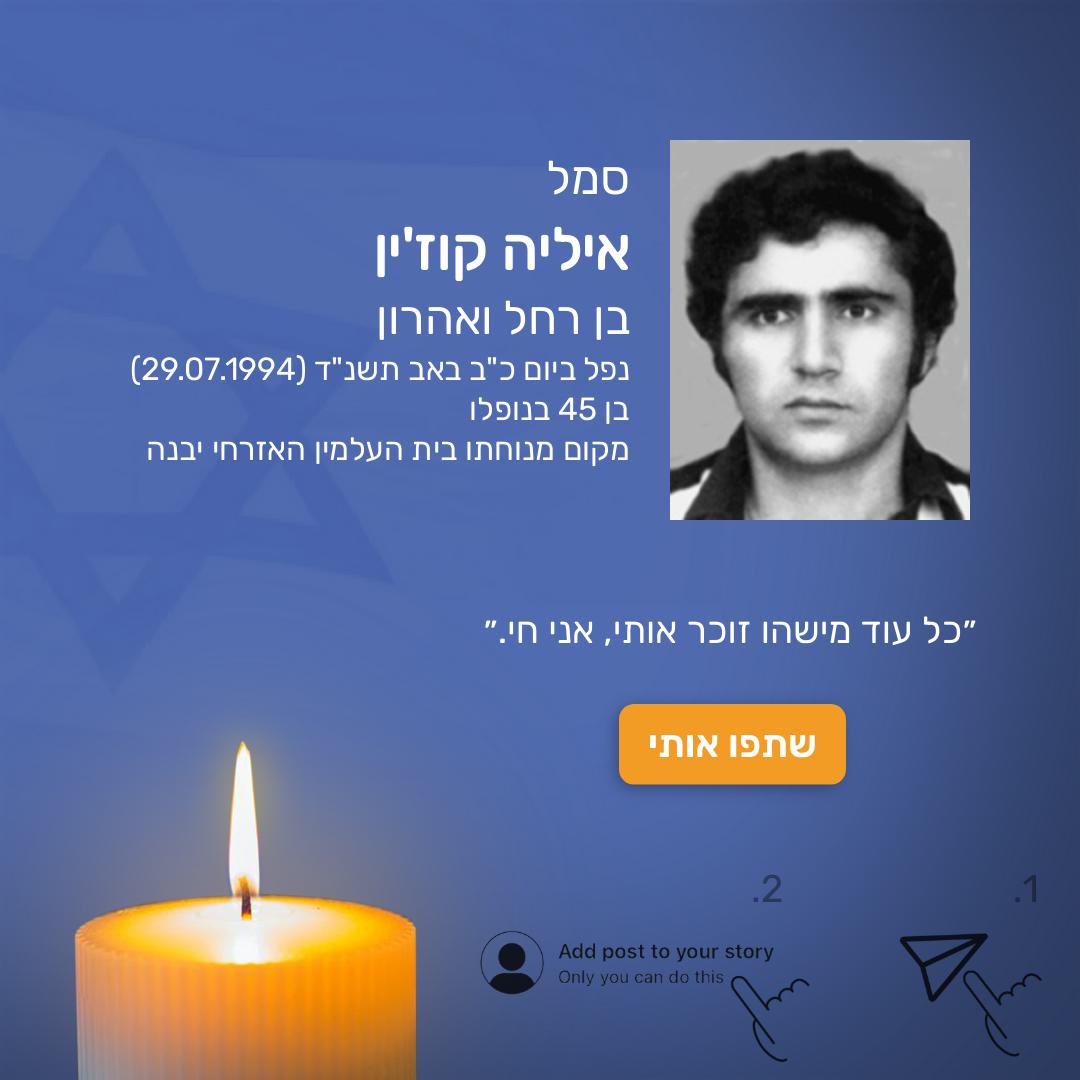 סמל
איליה קוז'ין
בן רחל ואהרון
נפל ביום כ"ב באב תשנ"ד (29.07.1994)
בן 45 בנופלו
מקום מנוחתו בית העלמין האזרחי יבנה
״כל עוד מישהו זוכר אותי, אני חי.״
שתפו אותי
1.
2.
Add post to your story
Only you can do this